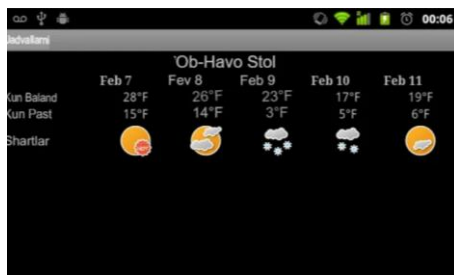 00:06
Jadvallarni
'Ob-Havo Stol
Feb 7 Fev 8 Feb 9 Feb 10 Feb 11
Kun Baland 28°F 26°F 23°F 17°F 19°F
Kun Past 15°F 14°F 3°F 5°F 6°F
Shartlar